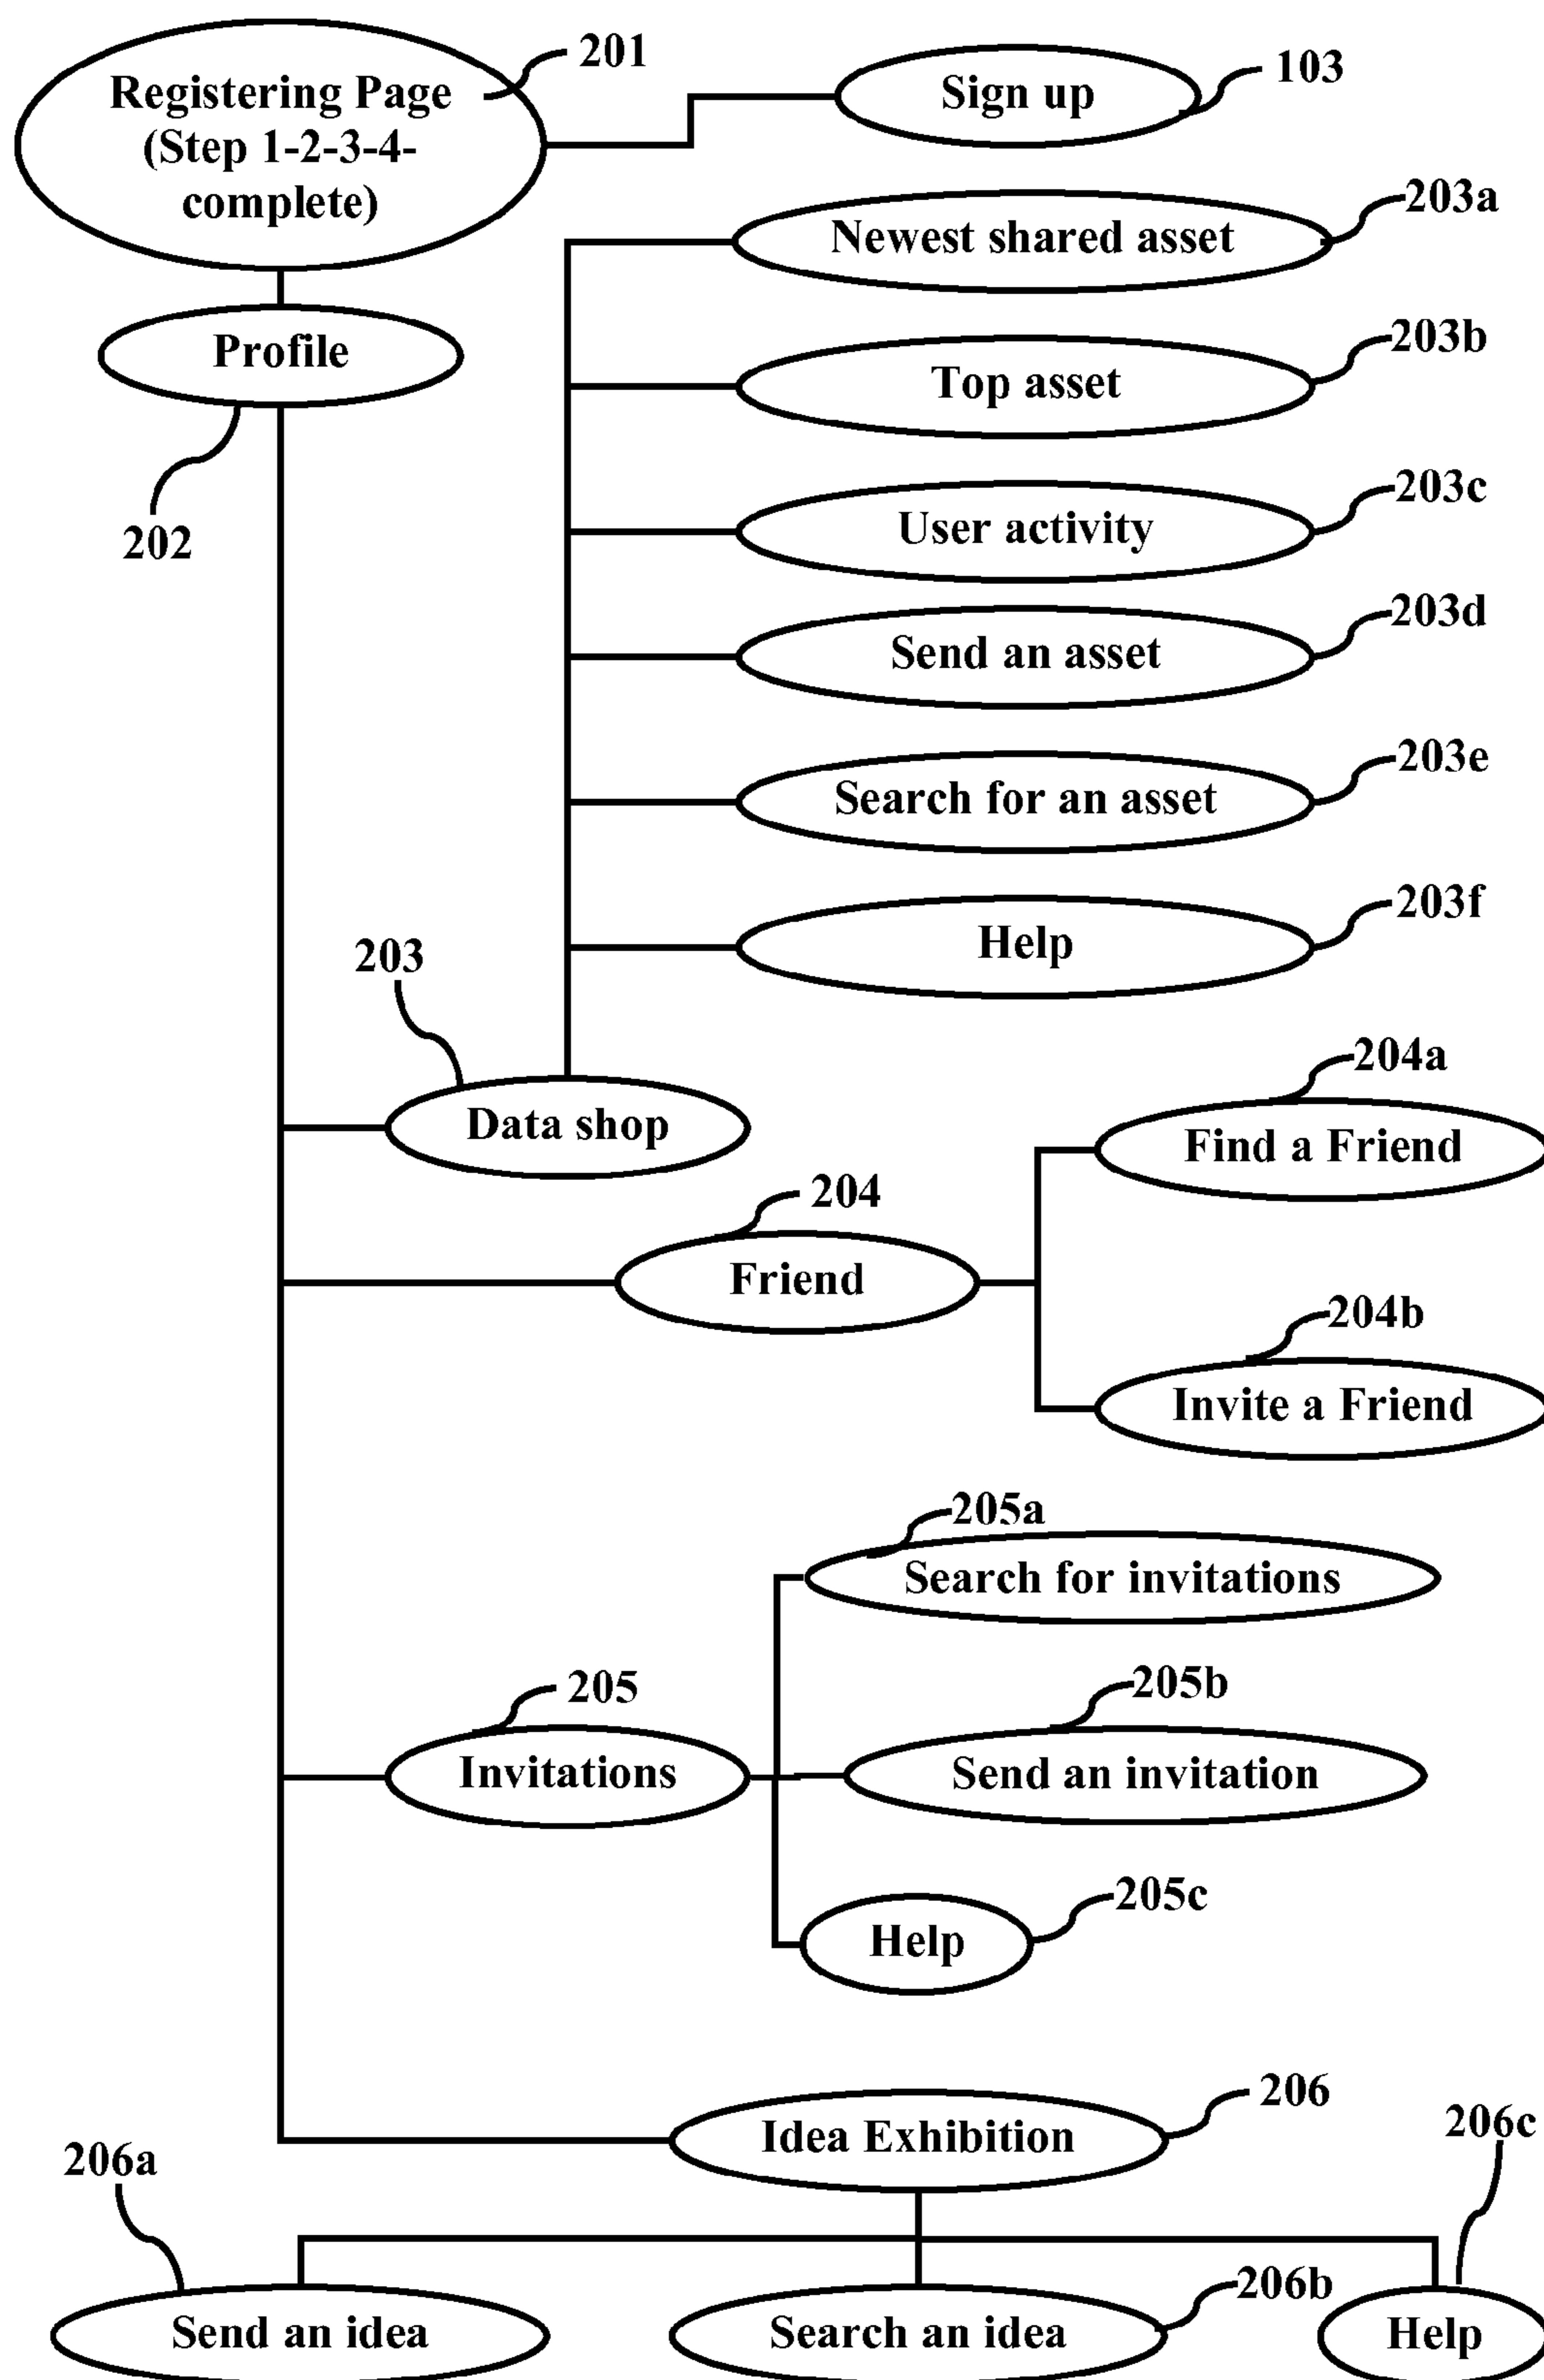 201
Registering Page
(Step 1-2-3-4-
complete)
Sign up
103
203a
Newest shared asset
203b
Profile
Top asset
203c
202
User activity
203d
Send an asset
203e
Search for an asset
203f
Help
203
204a
Data shop
Find a Friend
204
Friend
204b
Invite a Friend
205a
Search for invitations
205
205b
Invitations
Send an invitation
205c
Help
206
206c
Idea Exhibition
206a
206b
Send an idea
Search an idea
Help